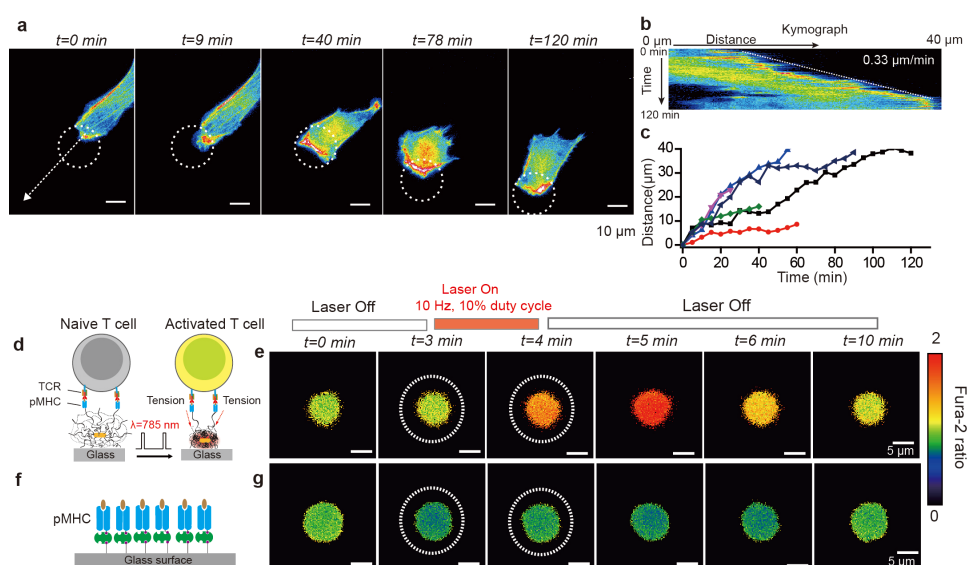 a
t=0 min
t=9 min
t=40 min
t=78 min
t=120 min
10 µm
b
Kymograph
0 µm
Distance
40 µm
0 min
0.33 µm/min
Time
120 min
c
Distance(µm)
40
30
20
10
0
0
20
40
60
80
100
120
Time (min)
Laser Off
Laser On
10 Hz, 10% duty cycle
Laser Off
d
Naive T cell
Activated T cell
TCR
pMHC
Tension
Tension
λ=785 nm
Glass
Glass
e
t=0 min
t=3 min
t=4 min
t=5 min
t=6 min
t=10 min
5 µm
2
Fura-2 ratio
0
f
pMHC
Glass surface
g
5 µm